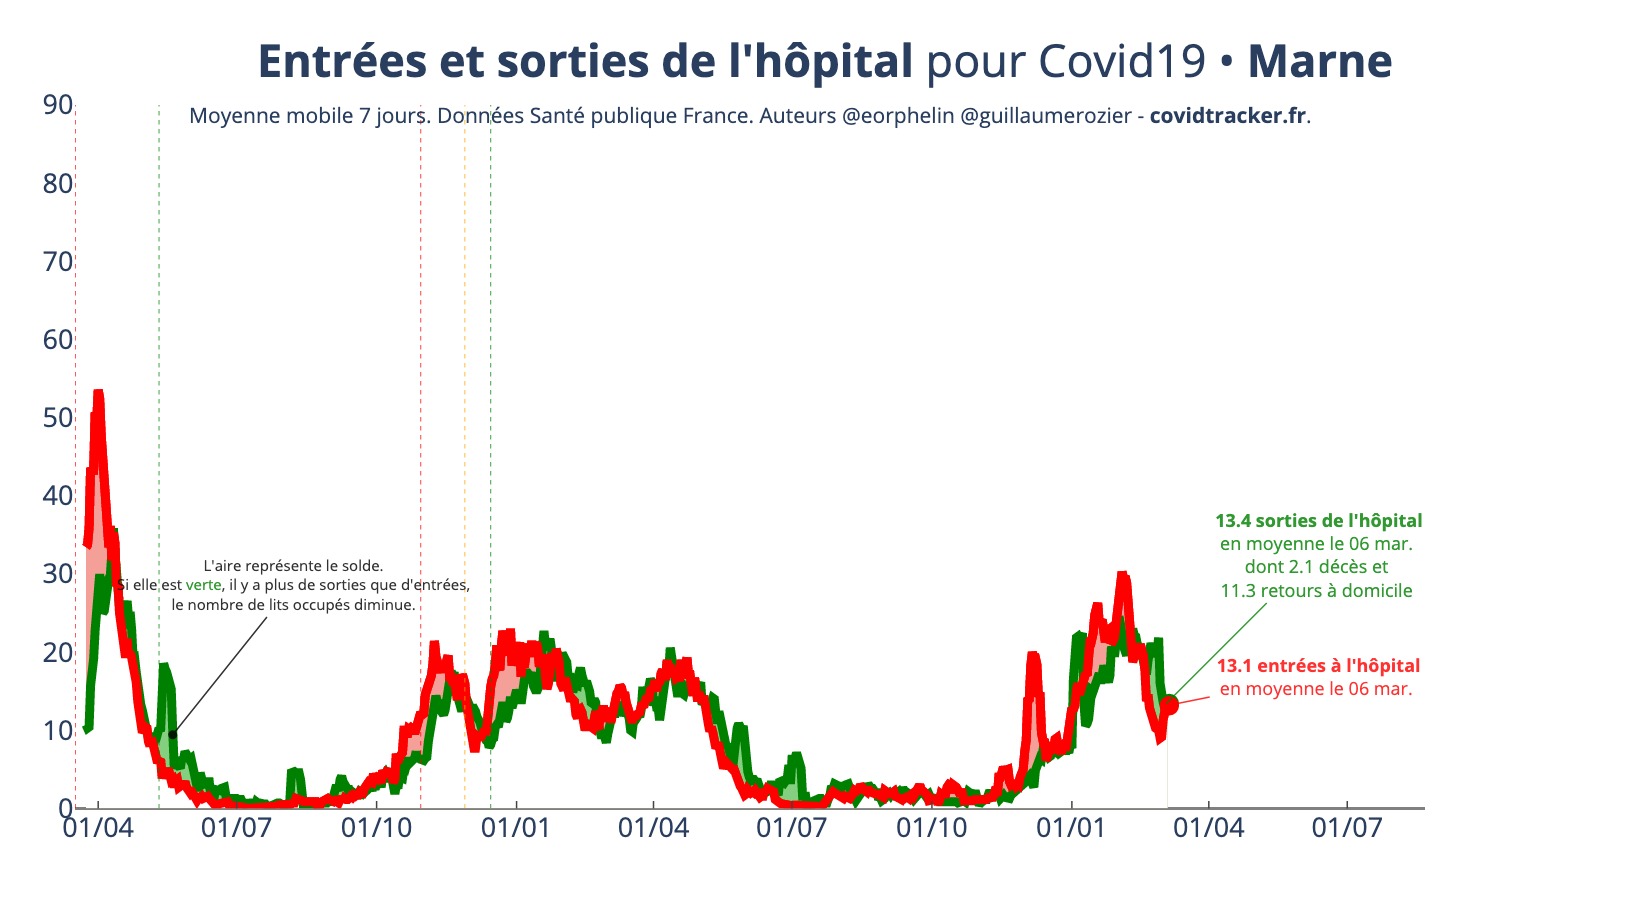 Entrées et sorties de l'hôpital pour Covid19 • Marne
Moyenne mobile 7 jours. Données Santé publique France. Auteurs @eorphelin @guillaumerozier - covidtracker.fr.
90
80
70
60
50
40
30
20
10
0
L'aire représente le solde.
Si elle est verte, il y a plus de sorties que d'entrées,
le nombre de lits occupés diminue.
13.4 sorties de l'hôpital
en moyenne le 06 mar.
dont 2.1 décès et
11.3 retours à domicile
13.1 entrées à l'hôpital
en moyenne le 06 mar.
01/04 01/07 01/10 01/01 01/04 01/07 01/10 01/01 01/04 01/07